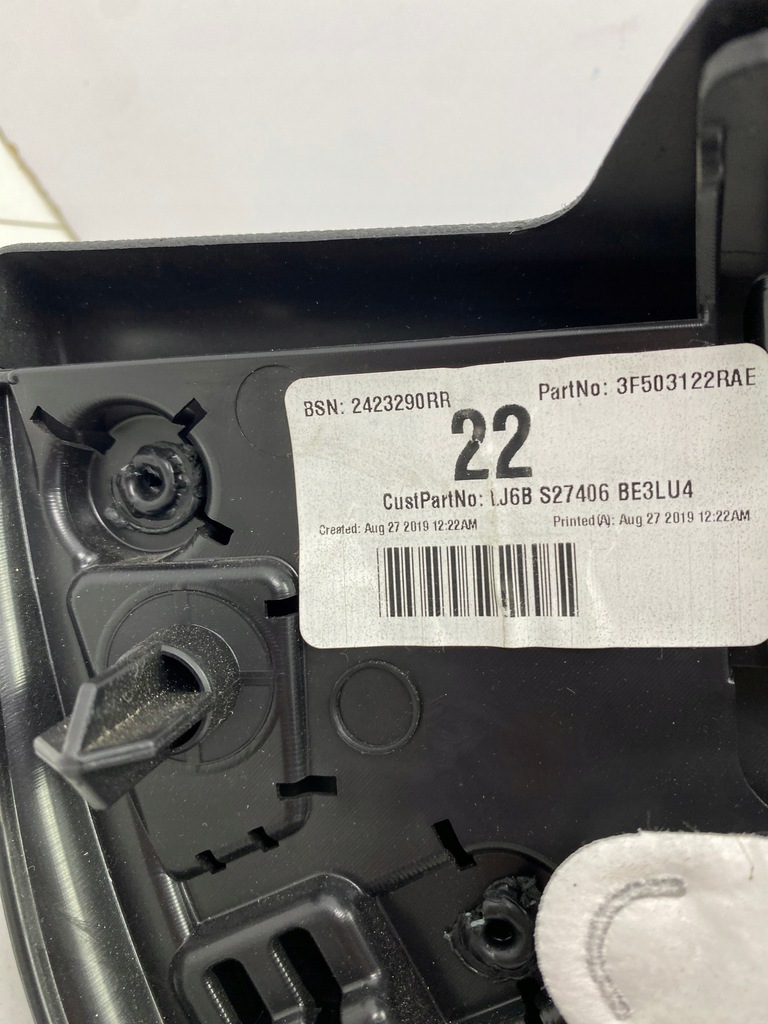 BSN: 2423290RR PartNo: 3F503122RAE
22
CustPartNo: LJ6B S27406 BE3LU4
Created: Aug 27 2019 12:22AM Printed(A): Aug 27 2019 12:22AM